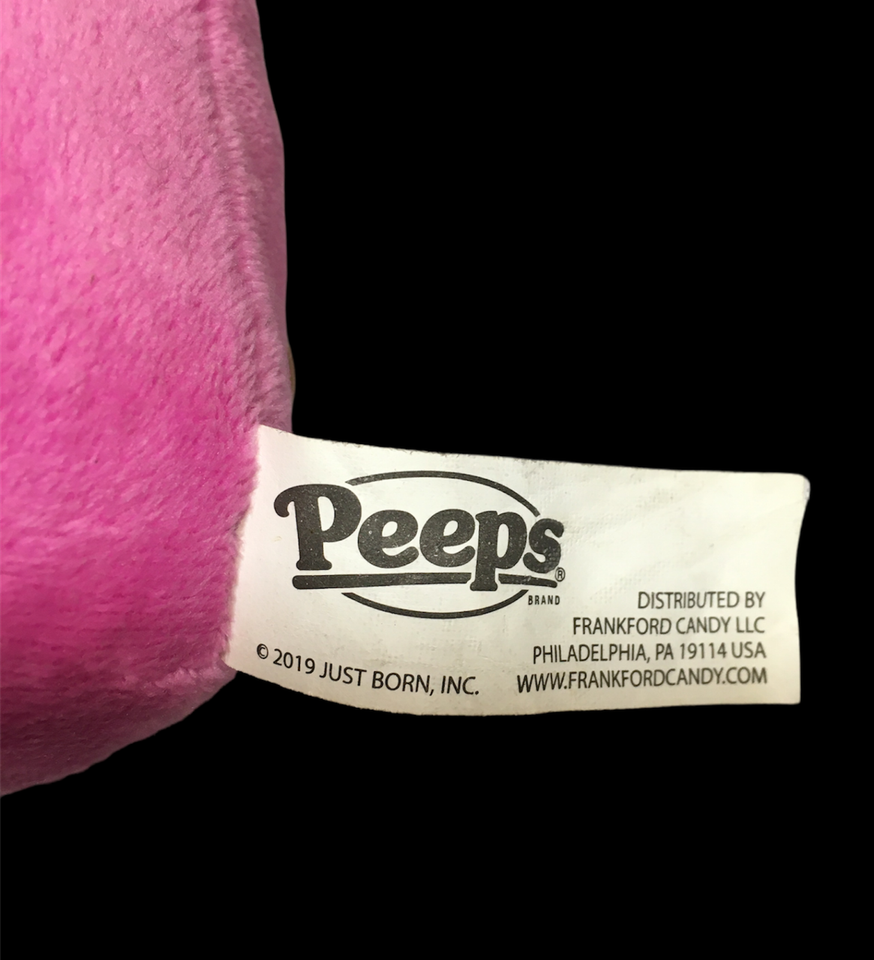 Peeps®
BRAND
© 2019 JUST BORN, INC.
DISTRIBUTED BY
FRANKFORD CANDY LLC
PHILADELPHIA, PA 19114 USA
WWW.FRANKFORDCANDY.COM